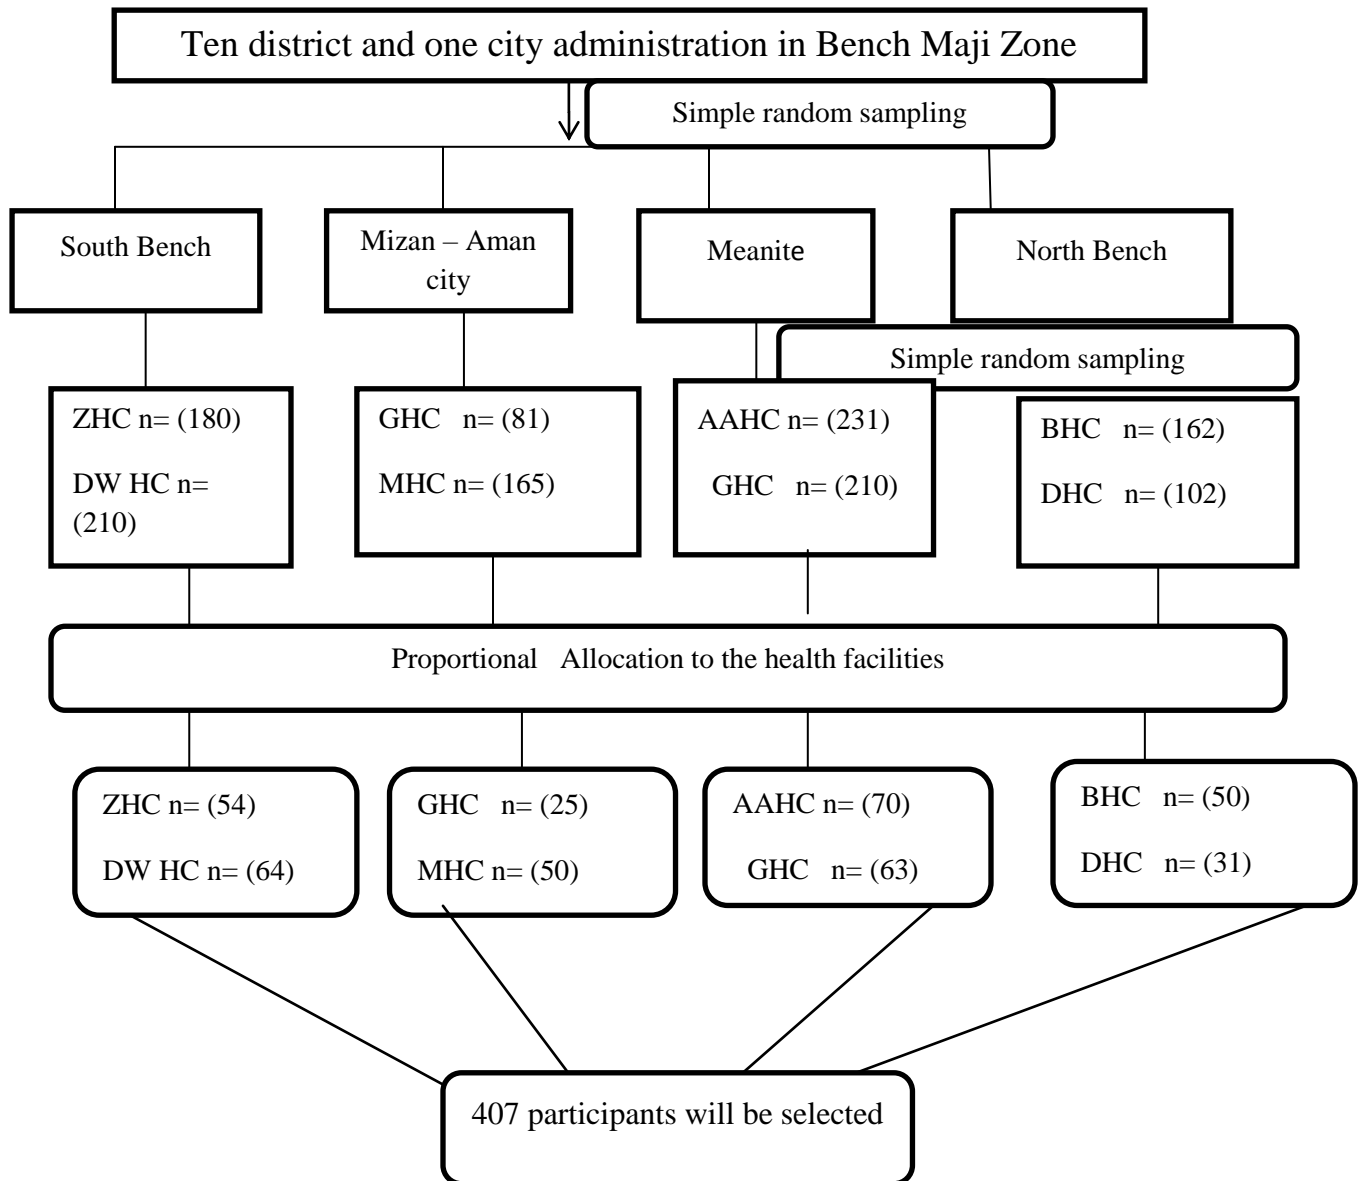 Ten district and one city administration in Bench Maji Zone
Simple random sampling
South Bench
Mizan – Aman
city
Meanite
North Bench
Simple random sampling
ZHC n= (180)
DW HC n=
(210)
GHC n= (81)
MHC n= (165)
AAHC n= (231)
GHC n= (210)
BHC n= (162)
DHC n= (102)
Proportional Allocation to the health facilities
ZHC n= (54)
DW HC n= (64)
GHC n= (25)
MHC n= (50)
AAHC n= (70)
GHC n= (63)
BHC n= (50)
DHC n= (31)
407 participants will be selected